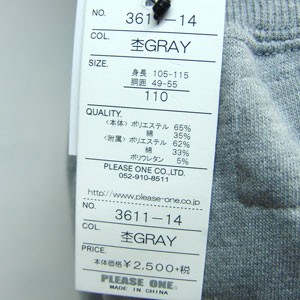 NO. 3611-14
COL. 杢GRAY
SIZE.
身長 105-115
胴囲 49-55
110
QUALITY.
〈本体〉 ポリエステル 65%
綿 35%
〈附属〉 ポリエステル 62%
綿 33%
ポリウレタン 5%
PLEASE ONE CO.,LTD.
052-910-8511
http://www.please-one.co.jp
NO. 3611-14
COL. 杢GRAY
PRICE.
本体価格 ¥2,500+税
PLEASE ONE.
MADE IN CHINA